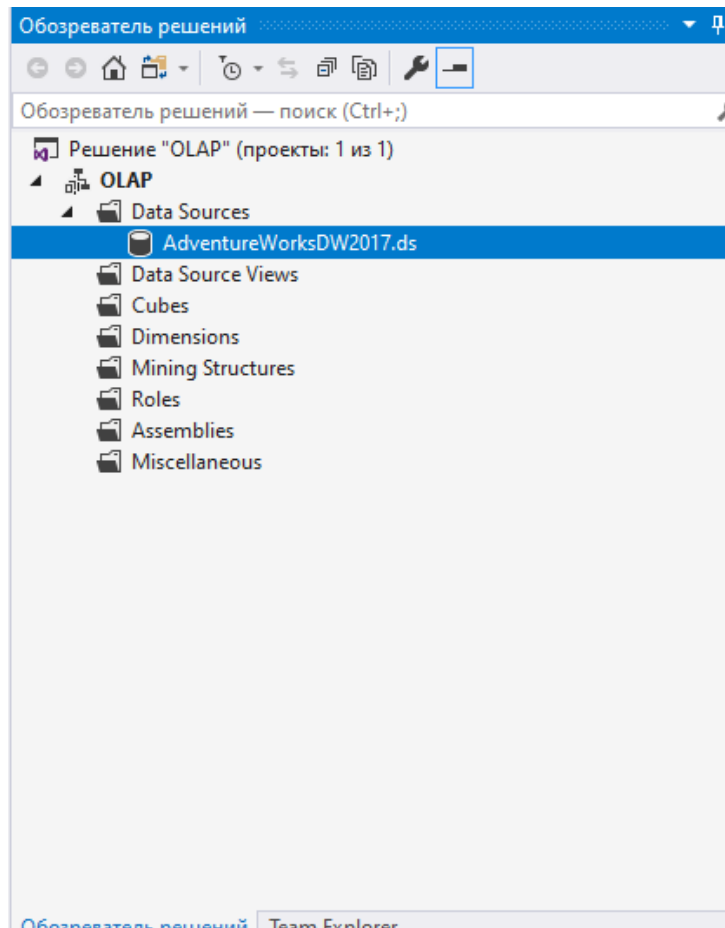 Обозреватель решений
Обозреватель решений — поиск (Ctrl+;)
Решение "OLAP" (проекты: 1 из 1)
OLAP
Data Sources
AdventureWorksDW2017.ds
Data Source Views
Cubes
Dimensions
Mining Structures
Roles
Assemblies
Miscellaneous
Обозреватель решений Team Explorer